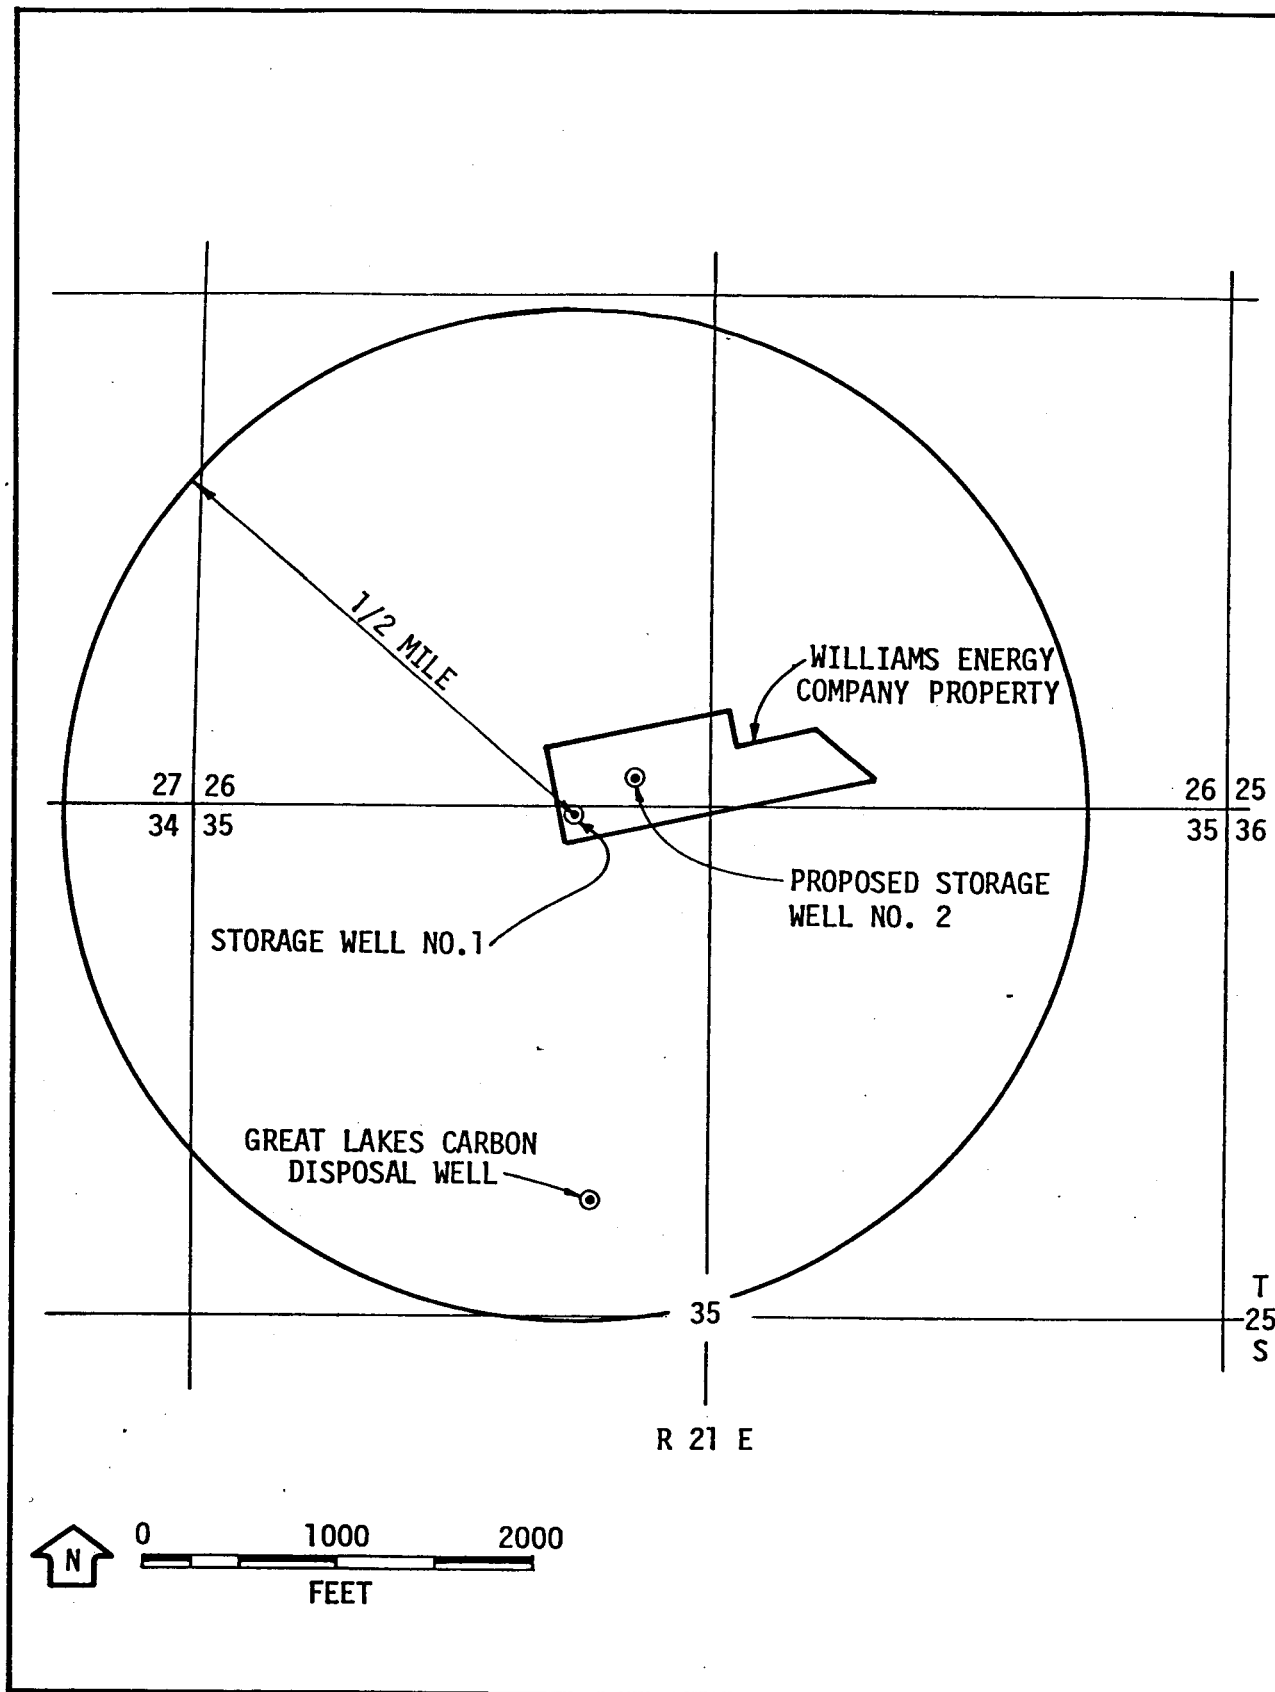 1/2 MILE
WILLIAMS ENERGY
COMPANY PROPERTY
27 26
34 35
26 25
35 36
PROPOSED STORAGE
WELL NO. 2
STORAGE WELL NO.1
GREAT LAKES CARBON
DISPOSAL WELL
35
T
25
S
R 21 E
N
0 1000 2000
FEET